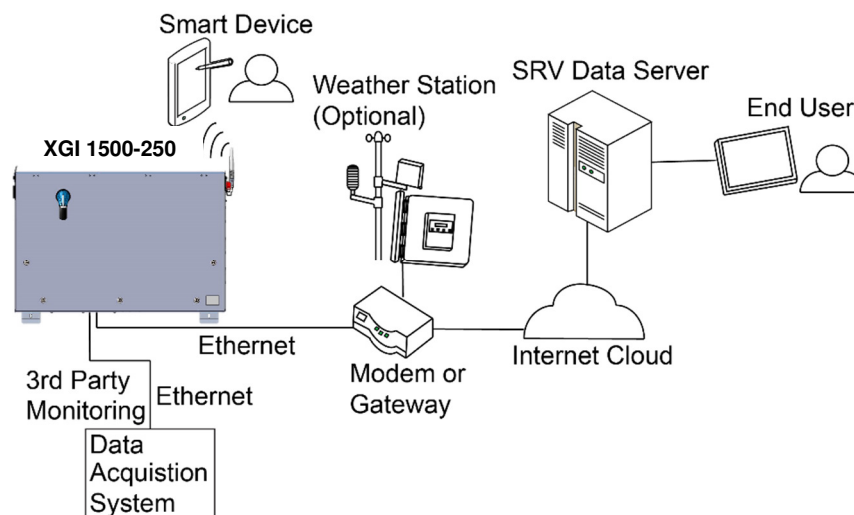 Smart Device
XGI 1500-250
Weather Station
(Optional)
SRV Data Server
End User
Ethernet
Modem or
Gateway
Internet Cloud
3rd Party
Monitoring
Ethernet
Data
Acquistion
System